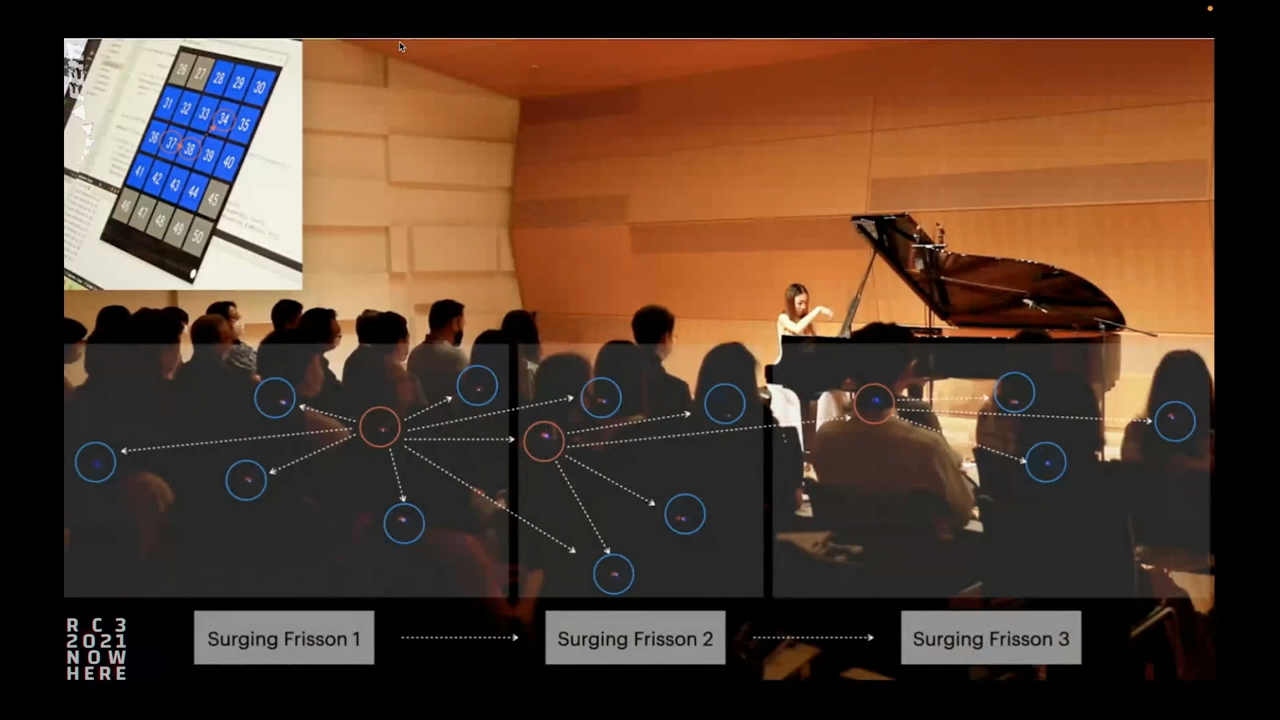 26 27 28 29 30
31 32 33 34 35
36 37 38 39 40
41 42 43 44 45
46 47 48 49 50
Surging Frisson 1
Surging Frisson 2
Surging Frisson 3
R C 3
2021
NOW
HERE